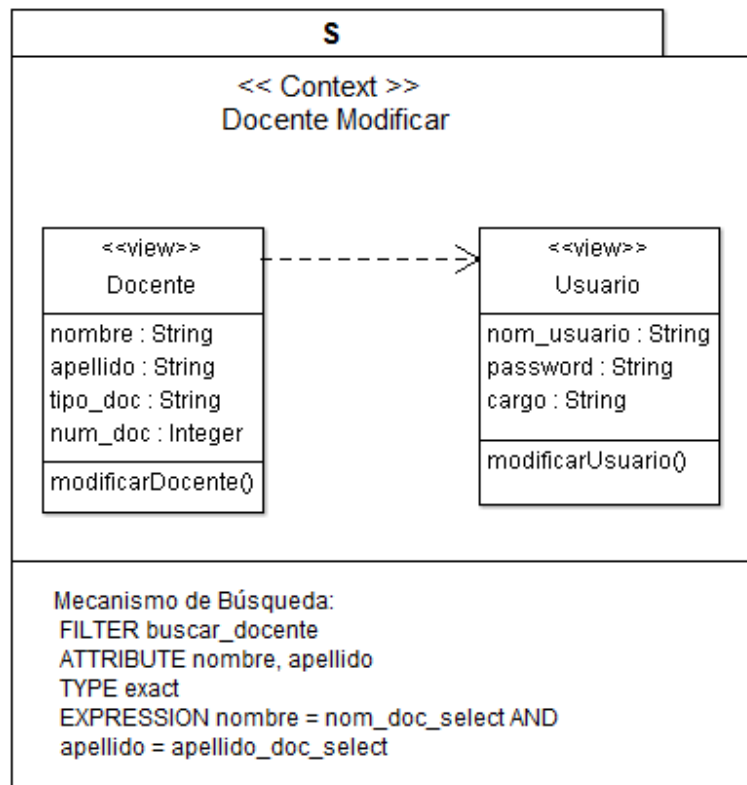 S
<< Context >>
Docente Modificar
<<view>>
Docente
nombre : String
apellido : String
tipo_doc : String
num_doc : Integer
modificarDocente()
<<view>>
Usuario
nom_usuario : String
password : String
cargo : String
modificarUsuario()
Mecanismo de Búsqueda:
FILTER buscar_docente
ATTRIBUTE nombre, apellido
TYPE exact
EXPRESSION nombre = nom_doc_select AND
apellido = apellido_doc_select